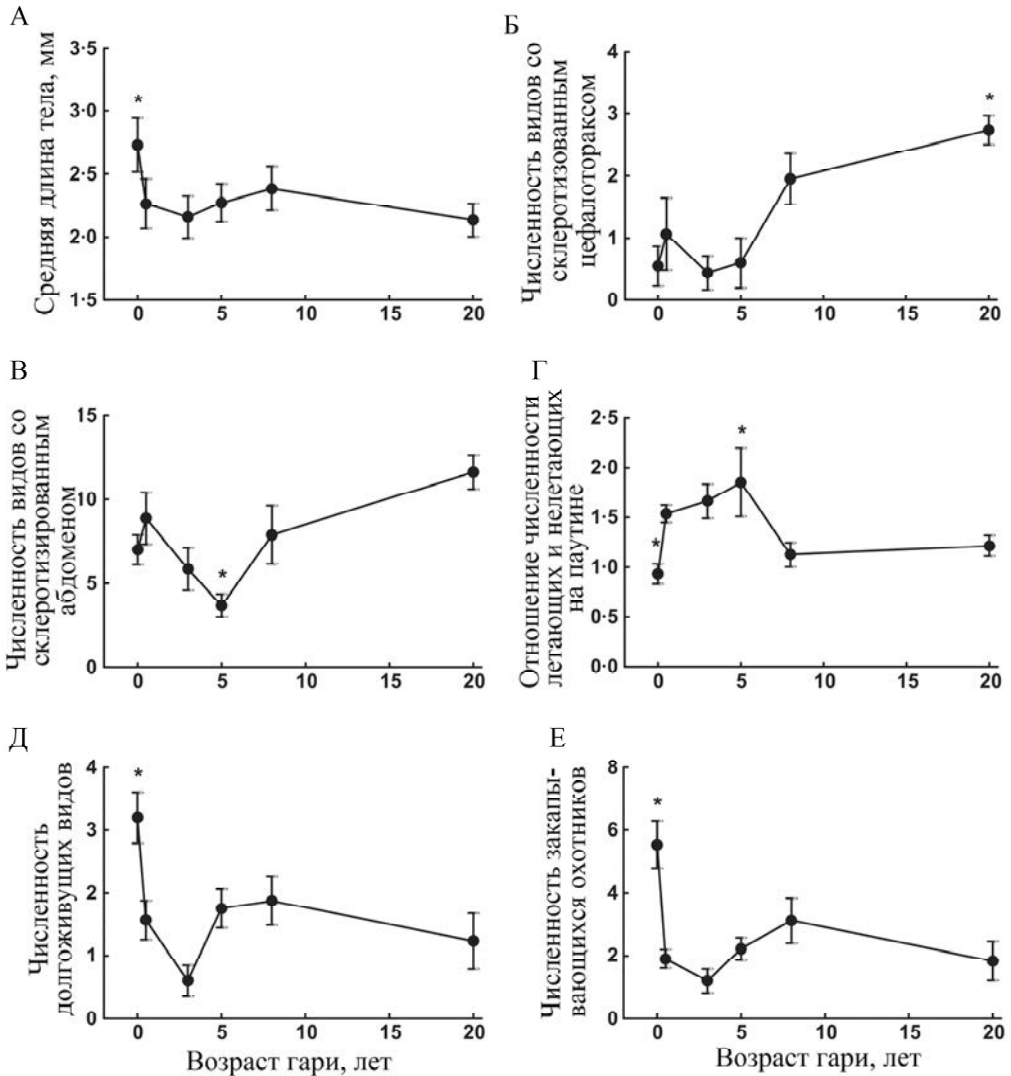 А
Средняя длина тела, мм
3·5
3·0
2·5
2·0
1·5
*
0 5 10 15 20
Б
Численность видов со
склеротизованным
цефалотораксом
4
3
2
1
0
*
0 5 10 15 20
В
Численность видов со
склеротизированным
абдоменом
15
10
5
0
*
0 5 10 15 20
Г
Отношение численности
летающих и нелетающих
на паутине
2·5
2·0
1·5
1·0
0·5
0·0
*
*
0 5 10 15 20
Д
Численность
долгоживущих видов
4
3
2
1
0
*
0 5 10 15 20
Возраст гари, лет
Е
Численность закапы-
вающихся охотников
8
6
4
2
0
*
0 5 10 15 20
Возраст гари, лет